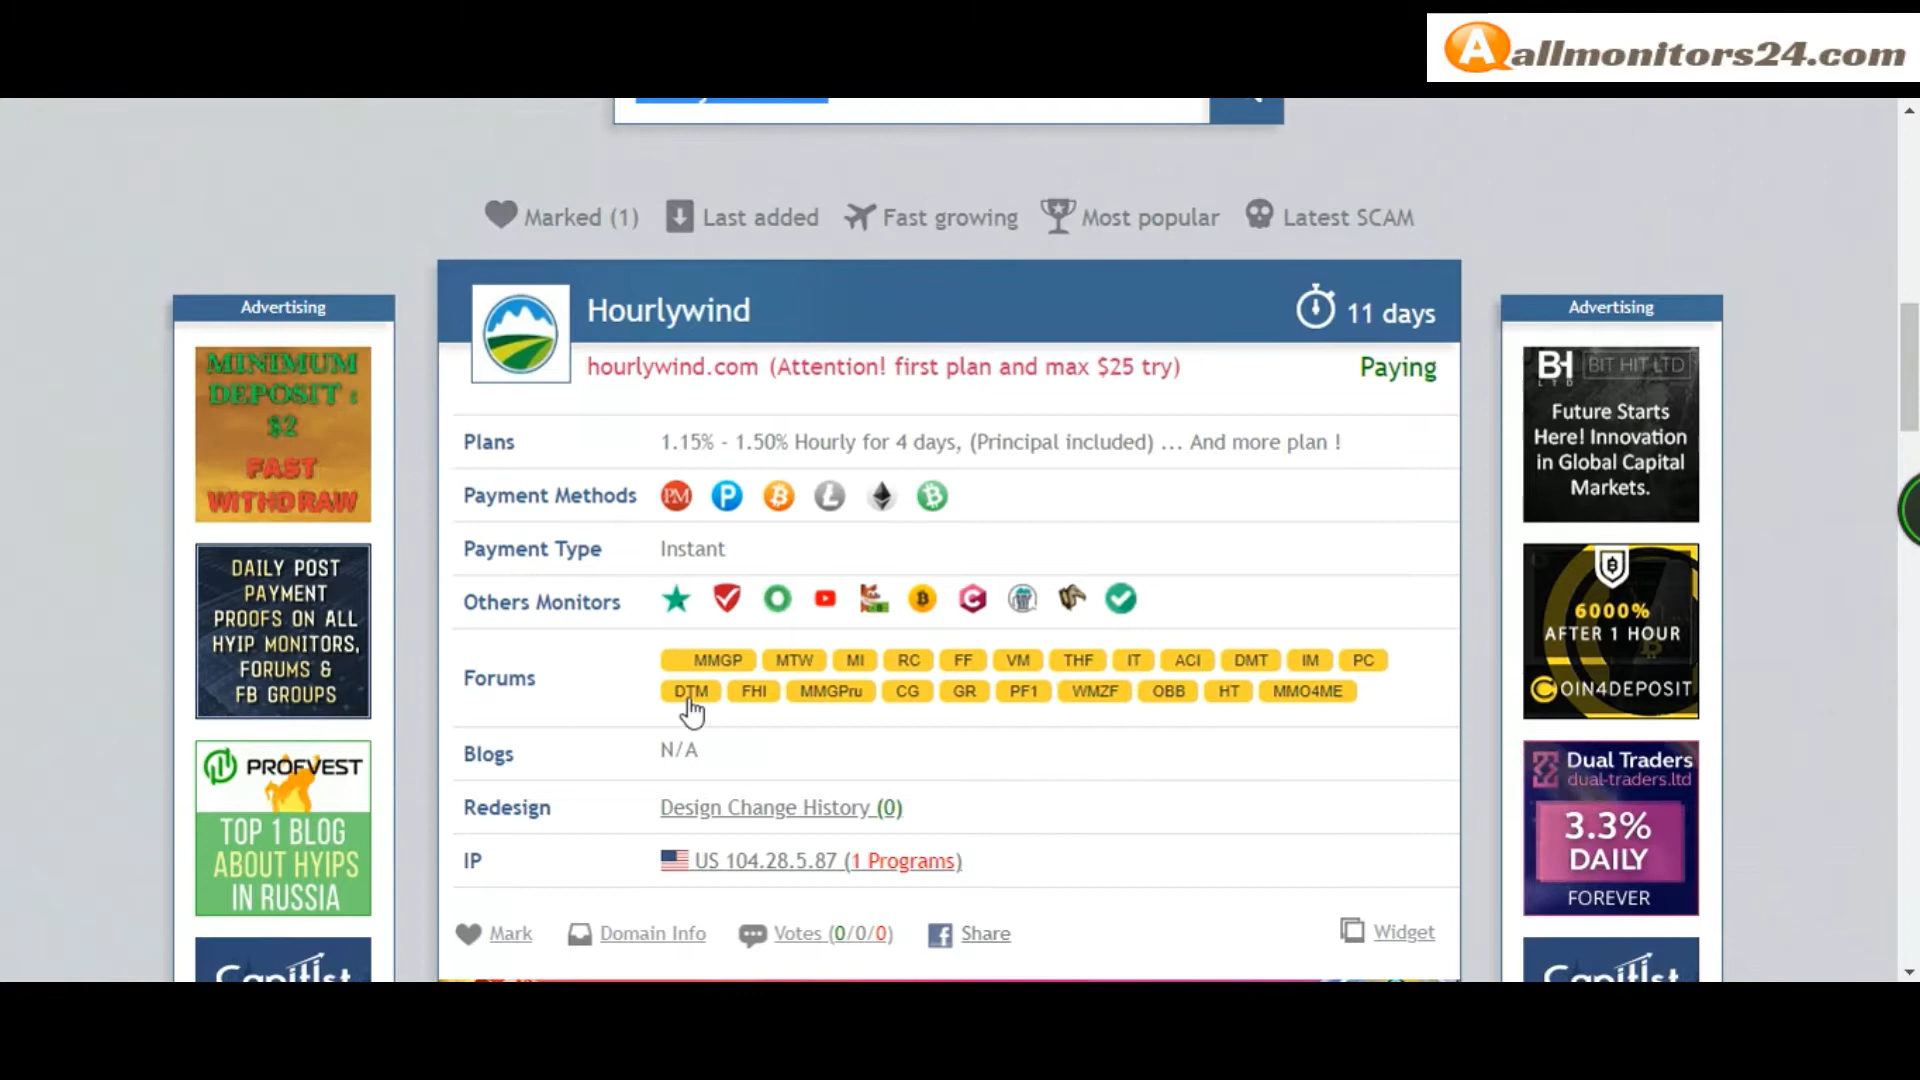 allmonitors24.com
Marked (1) Last added Fast growing Most popular Latest SCAM
Advertising
MINIMUM
DEPOSIT :
$2
FAST
WITHDRAW
DAILY POST
PAYMENT
PROOFS ON ALL
HYIP MONITORS,
FORUMS &
FB GROUPS
PROFVEST
TOP 1 BLOG
ABOUT HYIPS
IN RUSSIA
Capitlst
Hourlywind 11 days
hourlywind.com (Attention! first plan and max $25 try) Paying
Plans 1.15% - 1.50% Hourly for 4 days, (Principal included) ... And more plan !
Payment Methods
Payment Type Instant
Others Monitors
Forums MMGP MTW MI RC FF VM THF IT ACI DMT IM PC
DTM FHI MMGPru CG GR PF1 WMZF OBB HT MMO4ME
Blogs N/A
Redesign Design Change History (0)
IP US 104.28.5.87 (1 Programs)
Mark Domain Info Votes (0/0/0) Share Widget
Advertising
BH LTD BIT HIT LTD
Future Starts
Here! Innovation
in Global Capital
Markets.
6000%
AFTER 1 HOUR
COIN4DEPOSIT
Dual Traders
dual-traders.ltd
3.3%
DAILY
FOREVER
Capitlst